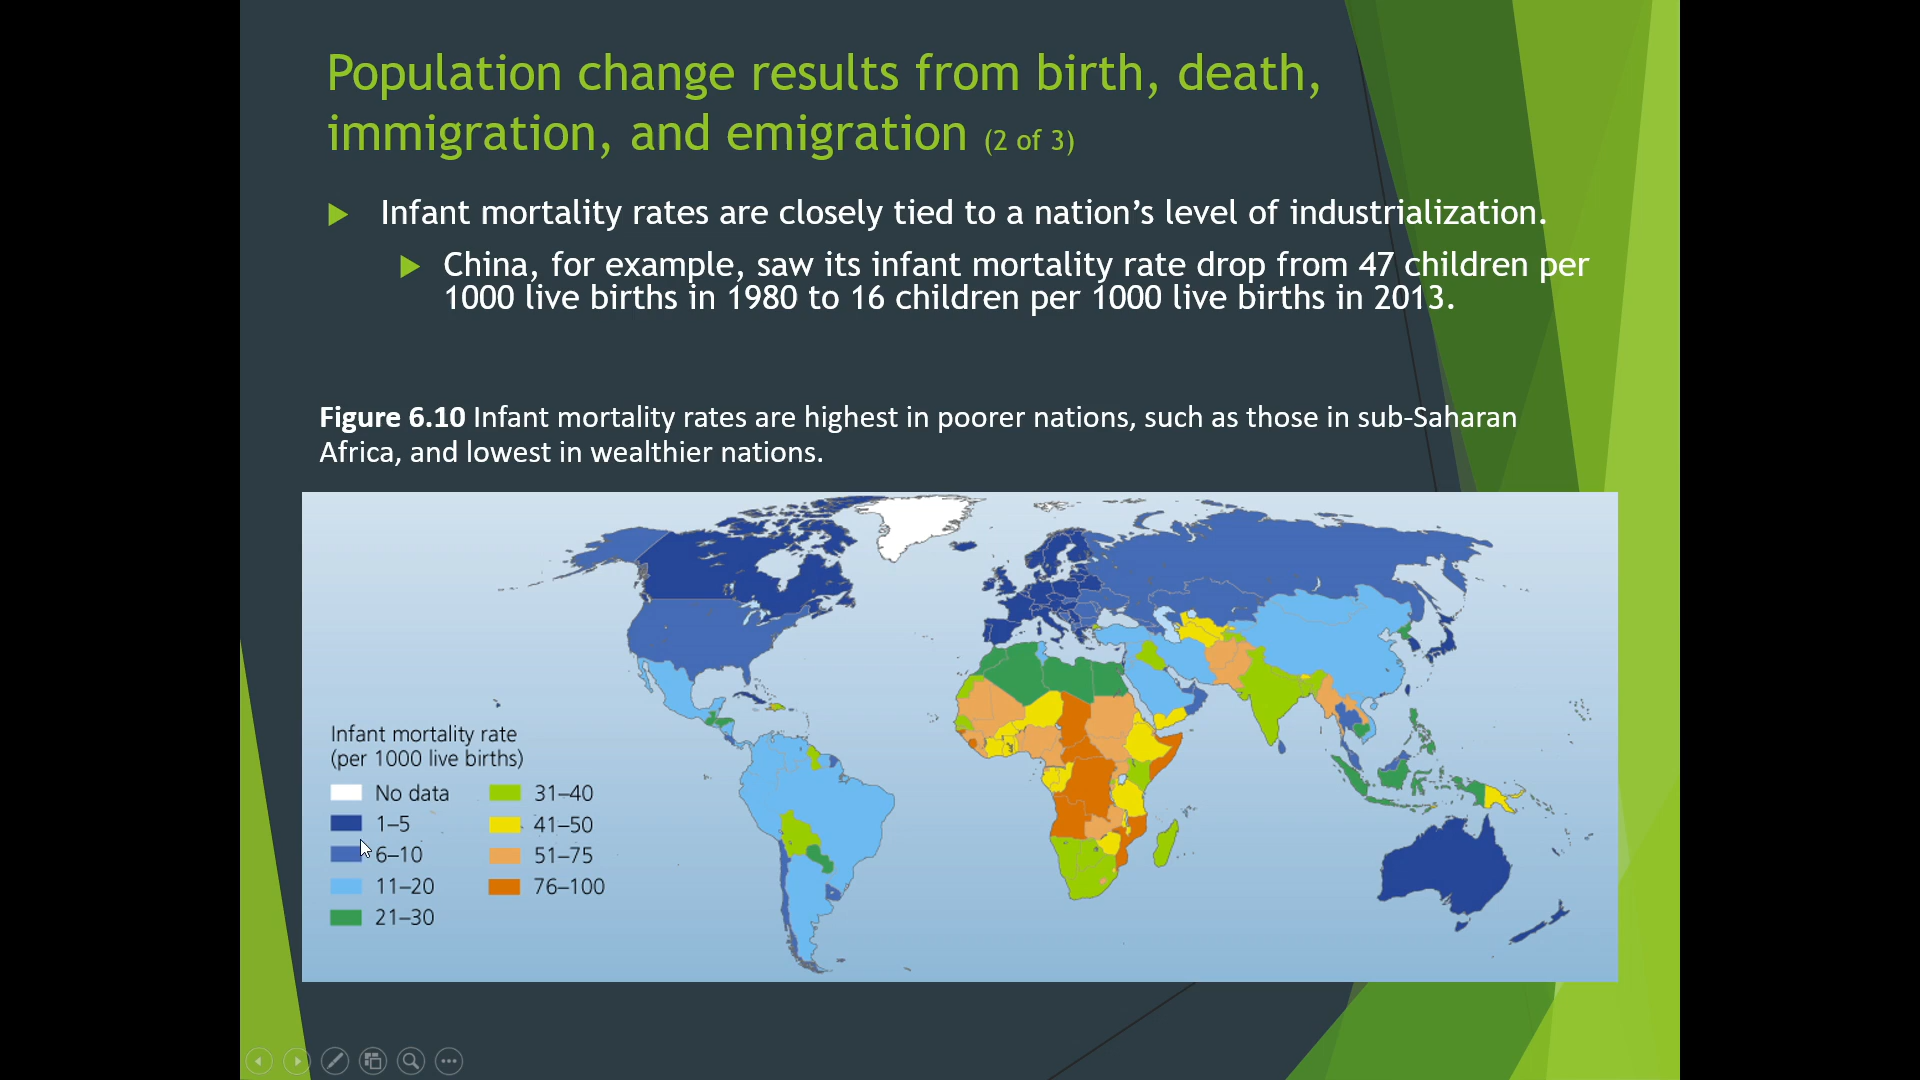 Population change results from birth, death,
immigration, and emigration (2 of 3)
Infant mortality rates are closely tied to a nation’s level of industrialization.
China, for example, saw its infant mortality rate drop from 47 children per
1000 live births in 1980 to 16 children per 1000 live births in 2013.
Figure 6.10 Infant mortality rates are highest in poorer nations, such as those in sub-Saharan
Africa, and lowest in wealthier nations.
Infant mortality rate
(per 1000 live births)
No data
1–5
6–10
11–20
21–30
31–40
41–50
51–75
76–100